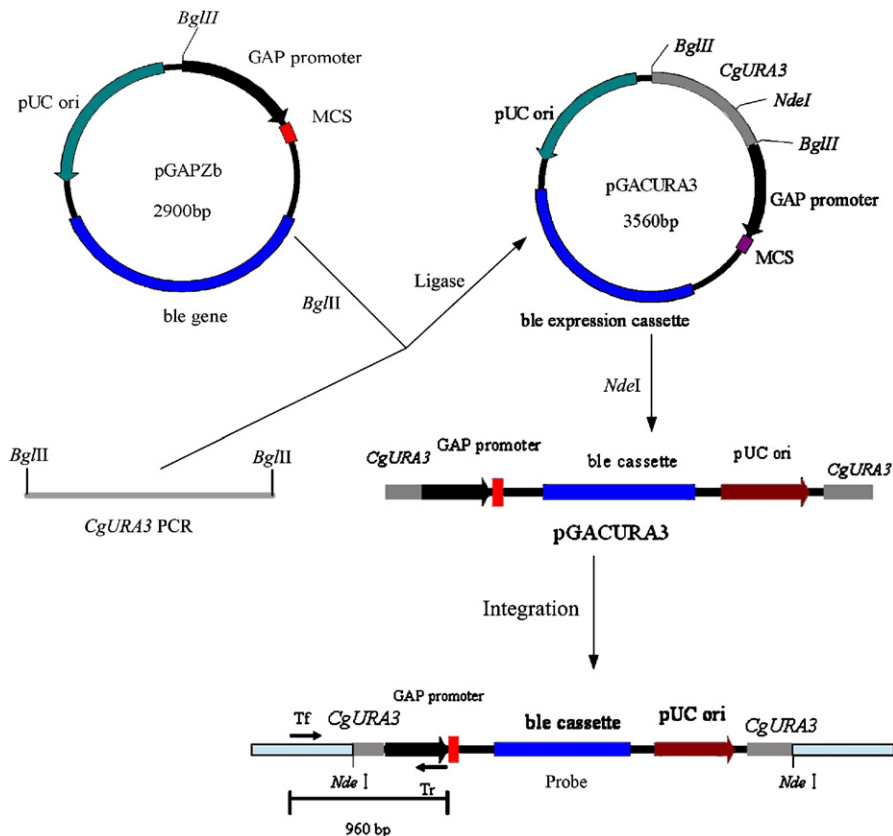 BglII
GAP promoter
pUC ori
MCS
pGAPZb
2900bp
ble gene
BglII
CgURA3
NdeI
BglII
pUC ori
pGACURA3
3560bp
GAP promoter
MCS
ble expression cassette
BglII
Ligase
NdeI
BglII
BglII
CgURA3 PCR
CgURA3
GAP promoter
ble cassette
pUC ori
CgURA3
pGACURA3
Integration
Tf
CgURA3
GAP promoter
ble cassette
pUC ori
CgURA3
Nde I
Tr
Probe
Nde I
960 bp